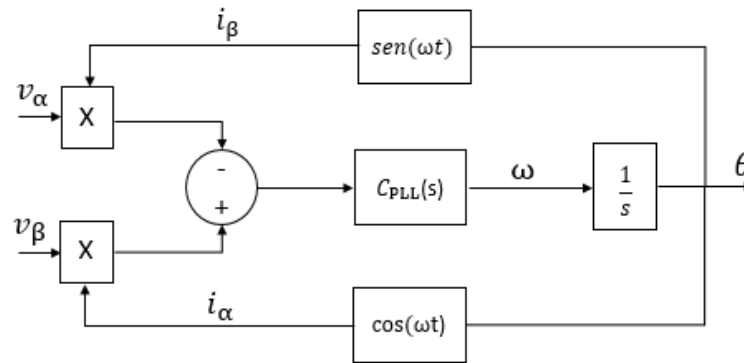 i_β
sen(ωt)
v_α
X
-
+
C_PLL(s)
ω
1
s
θ
v_β
X
i_α
cos(ωt)